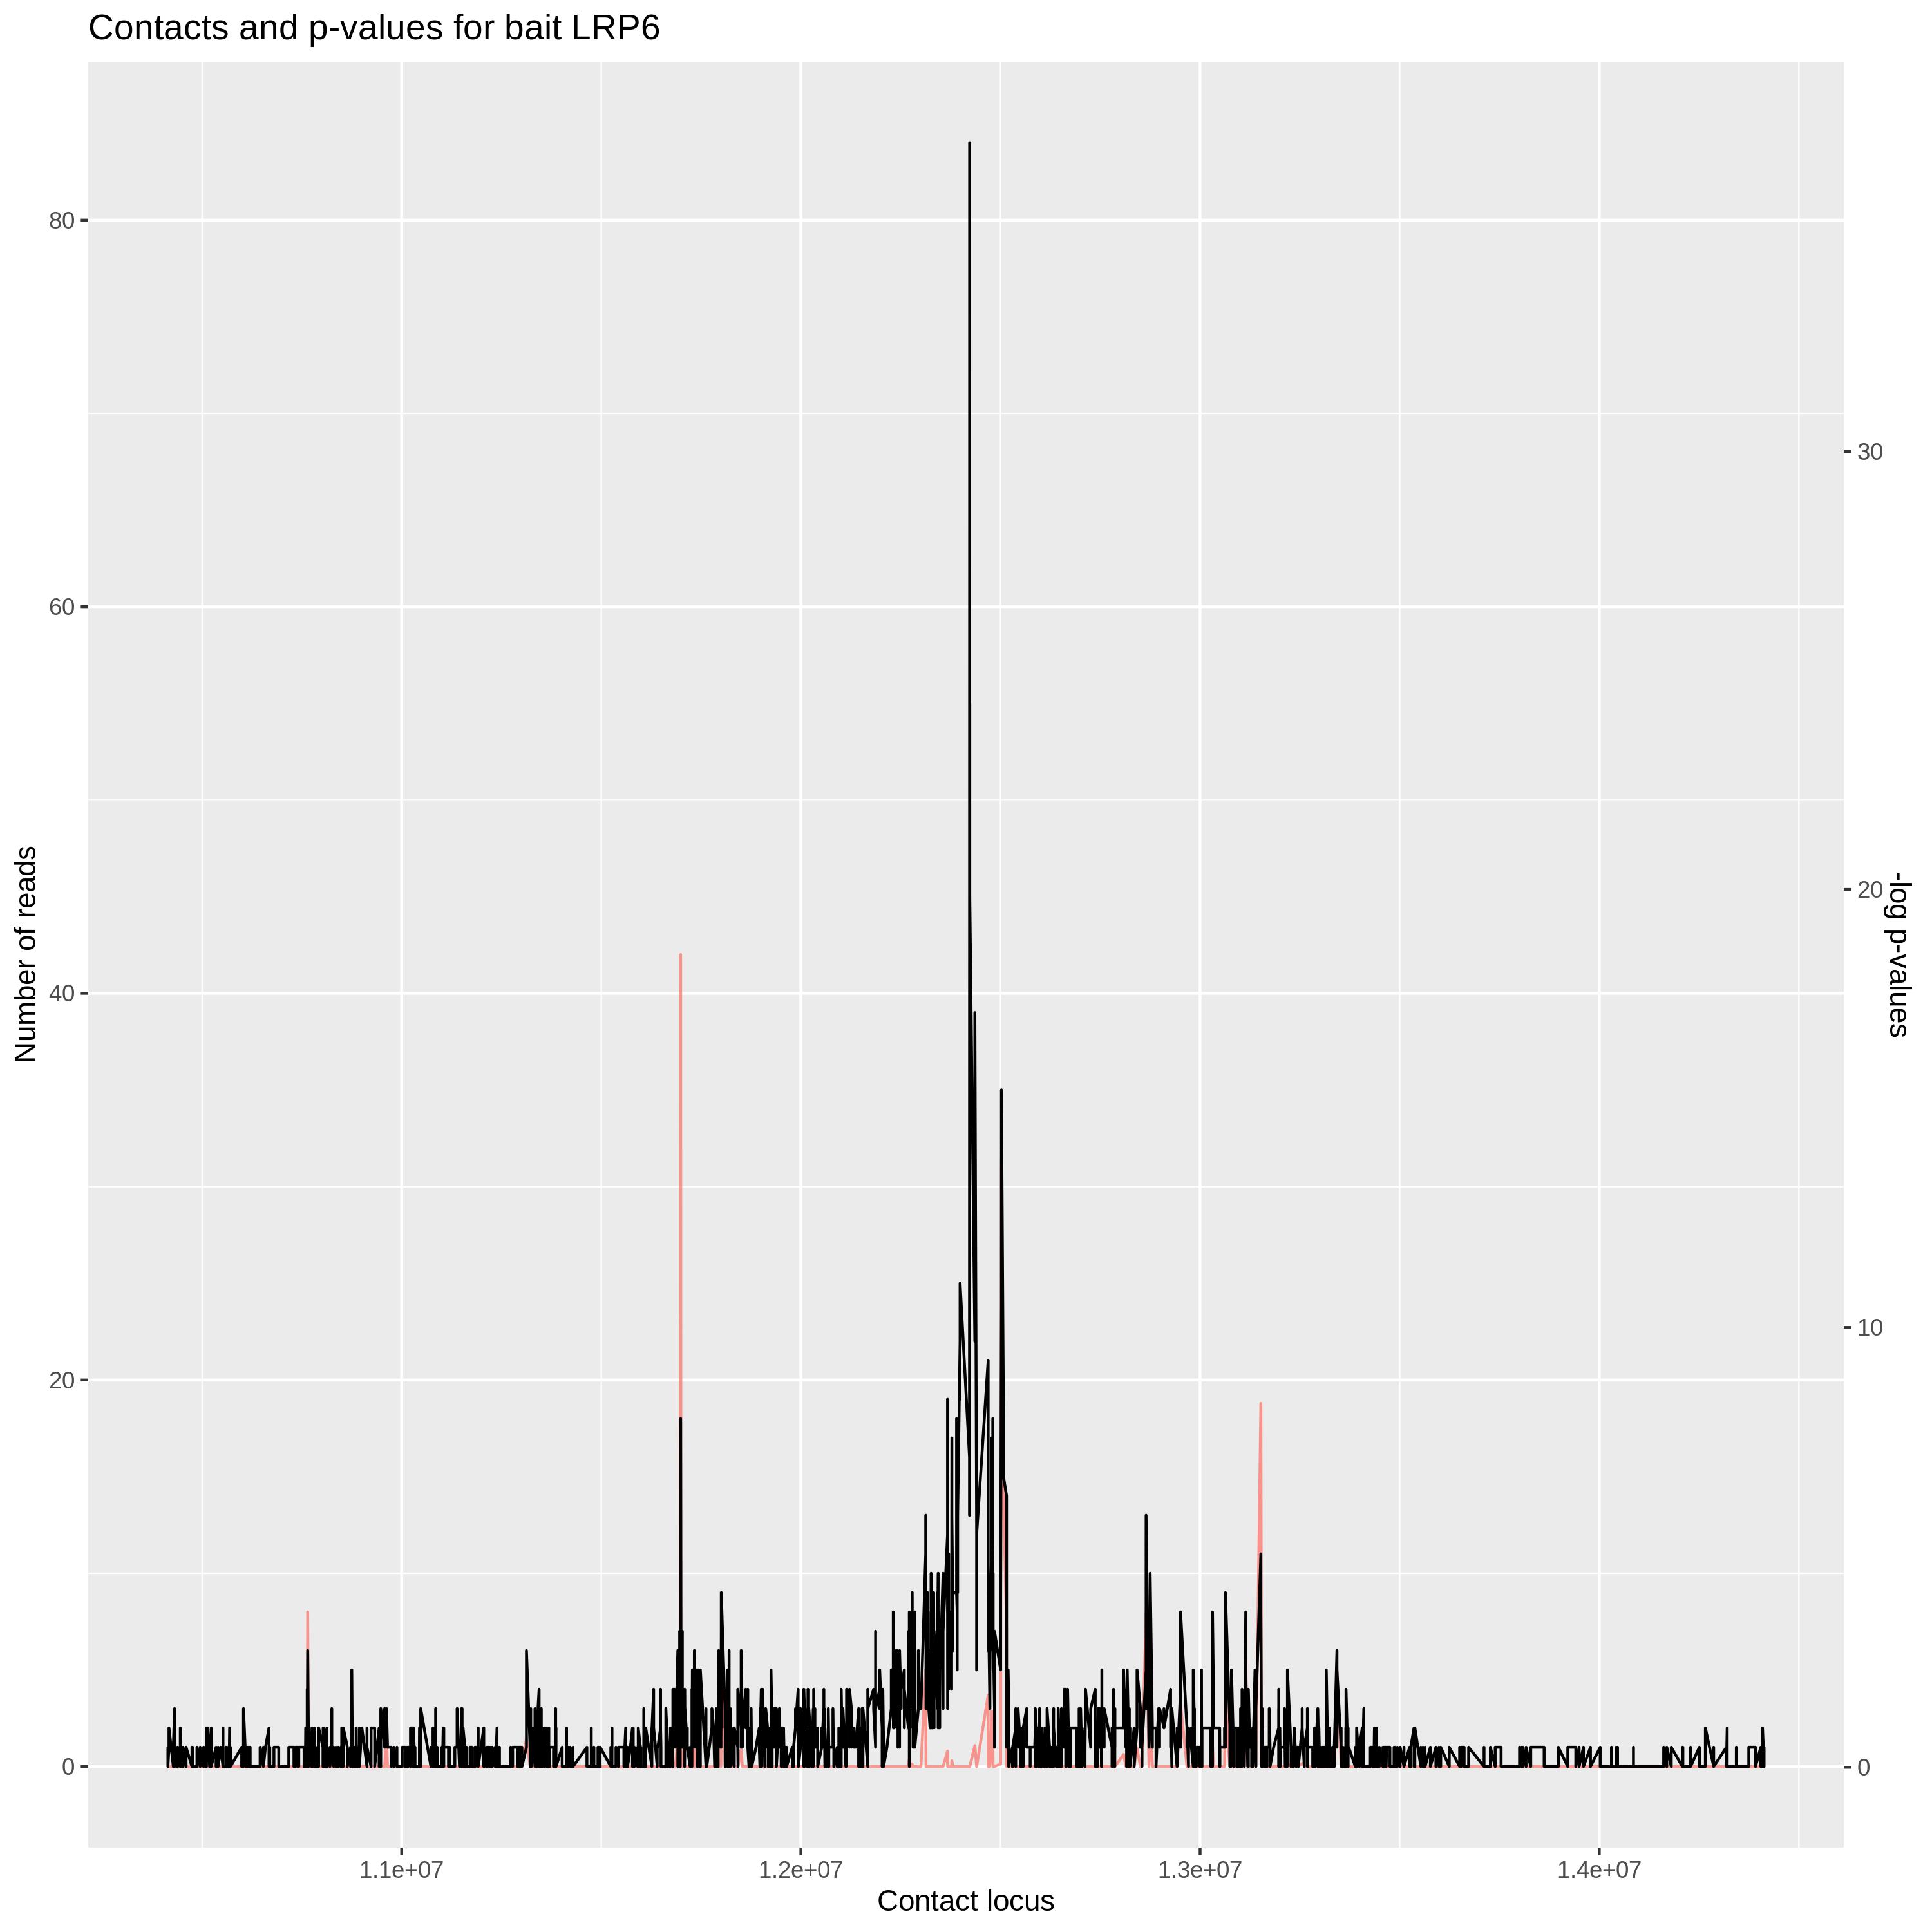 Contacts and p-values for bait LRP6
80
60
40
20
0
Number of reads
30
20
10
0
-log p-values
1.1e+07
1.2e+07
1.3e+07
1.4e+07
Contact locus